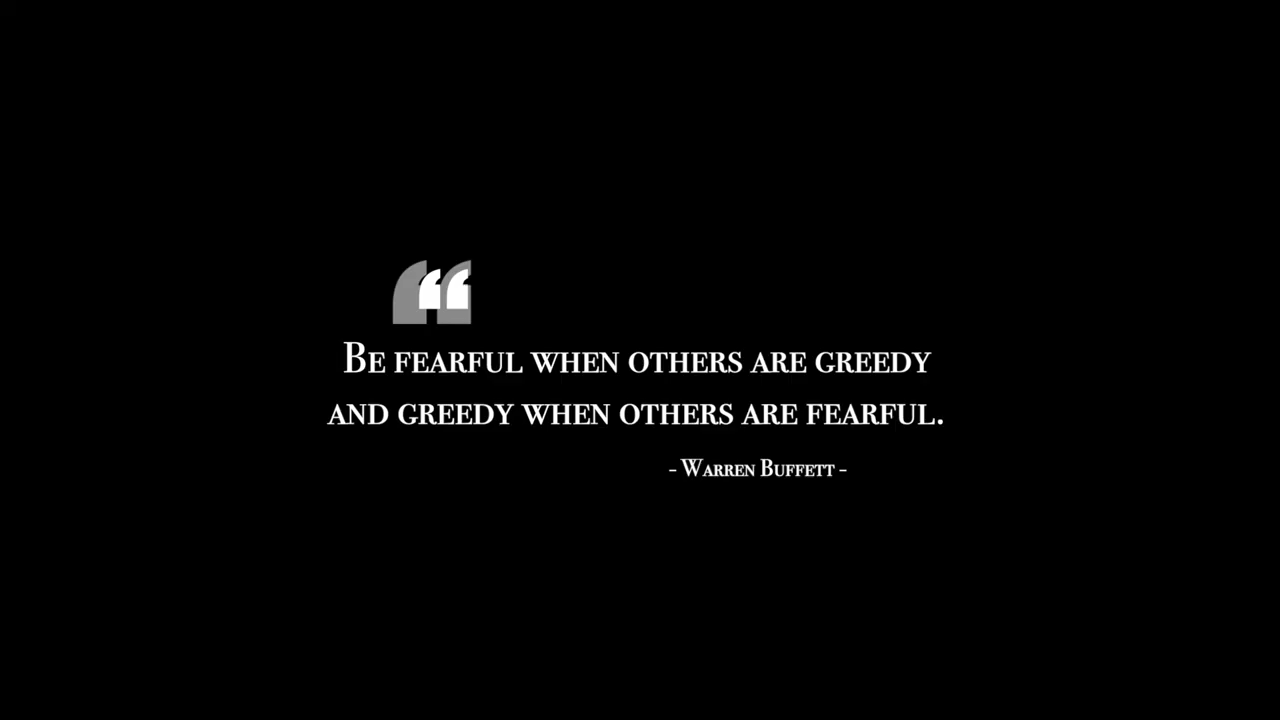 “
Be fearful when others are greedy
and greedy when others are fearful.
- Warren Buffett -